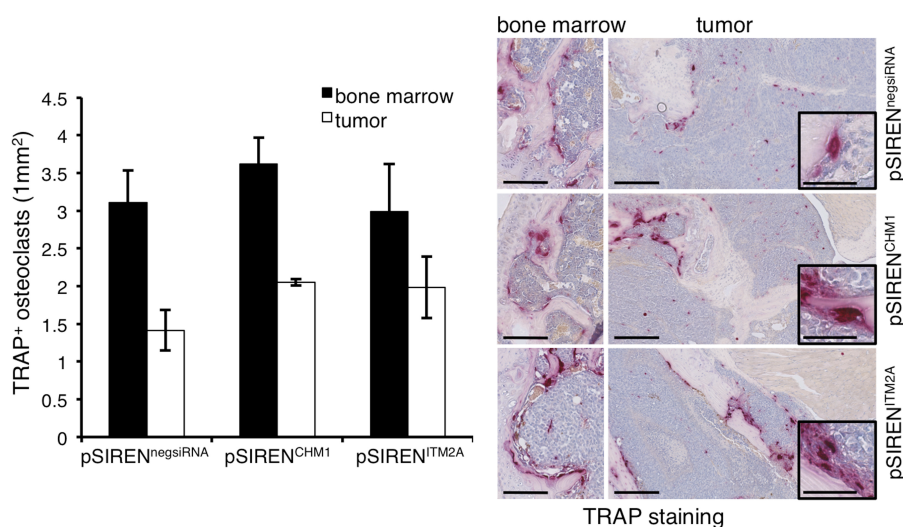 TRAP⁺ osteoclasts (1mm²)
4.5
4
3.5
3
2.5
2
1.5
1
0.5
0
bone marrow
tumor
pSIREN^negsiRNA
pSIREN^CHM1
pSIREN^ITM2A
bone marrow
tumor
pSIREN^negsiRNA
pSIREN^CHM1
pSIREN^ITM2A
TRAP staining